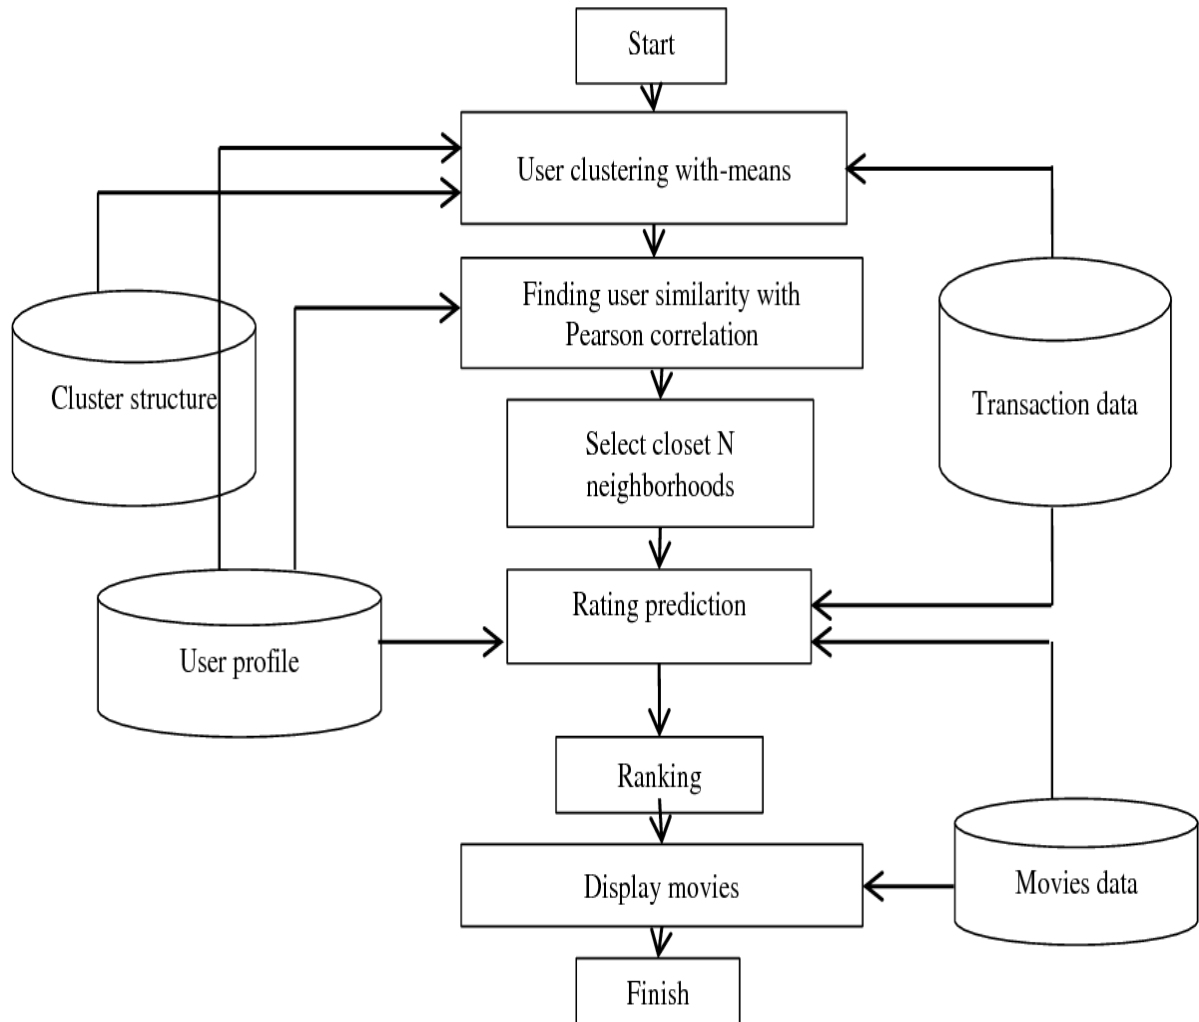 Start
User clustering with-means
Finding user similarity with
Pearson correlation
Cluster structure
Transaction data
Select closet N
neighborhoods
Rating prediction
User profile
Ranking
Display movies
Movies data
Finish